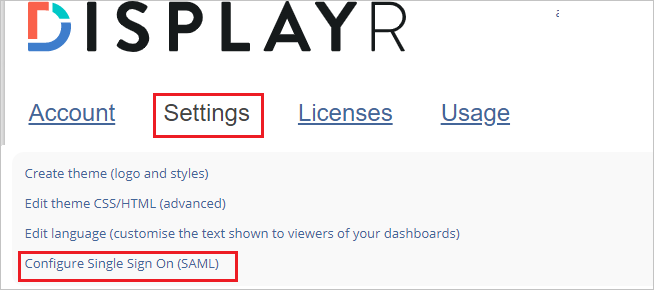 DISPLAYR
Account Settings Licenses Usage
Create theme (logo and styles)
Edit theme CSS/HTML (advanced)
Edit language (customise the text shown to viewers of your dashboards)
Configure Single Sign On (SAML)